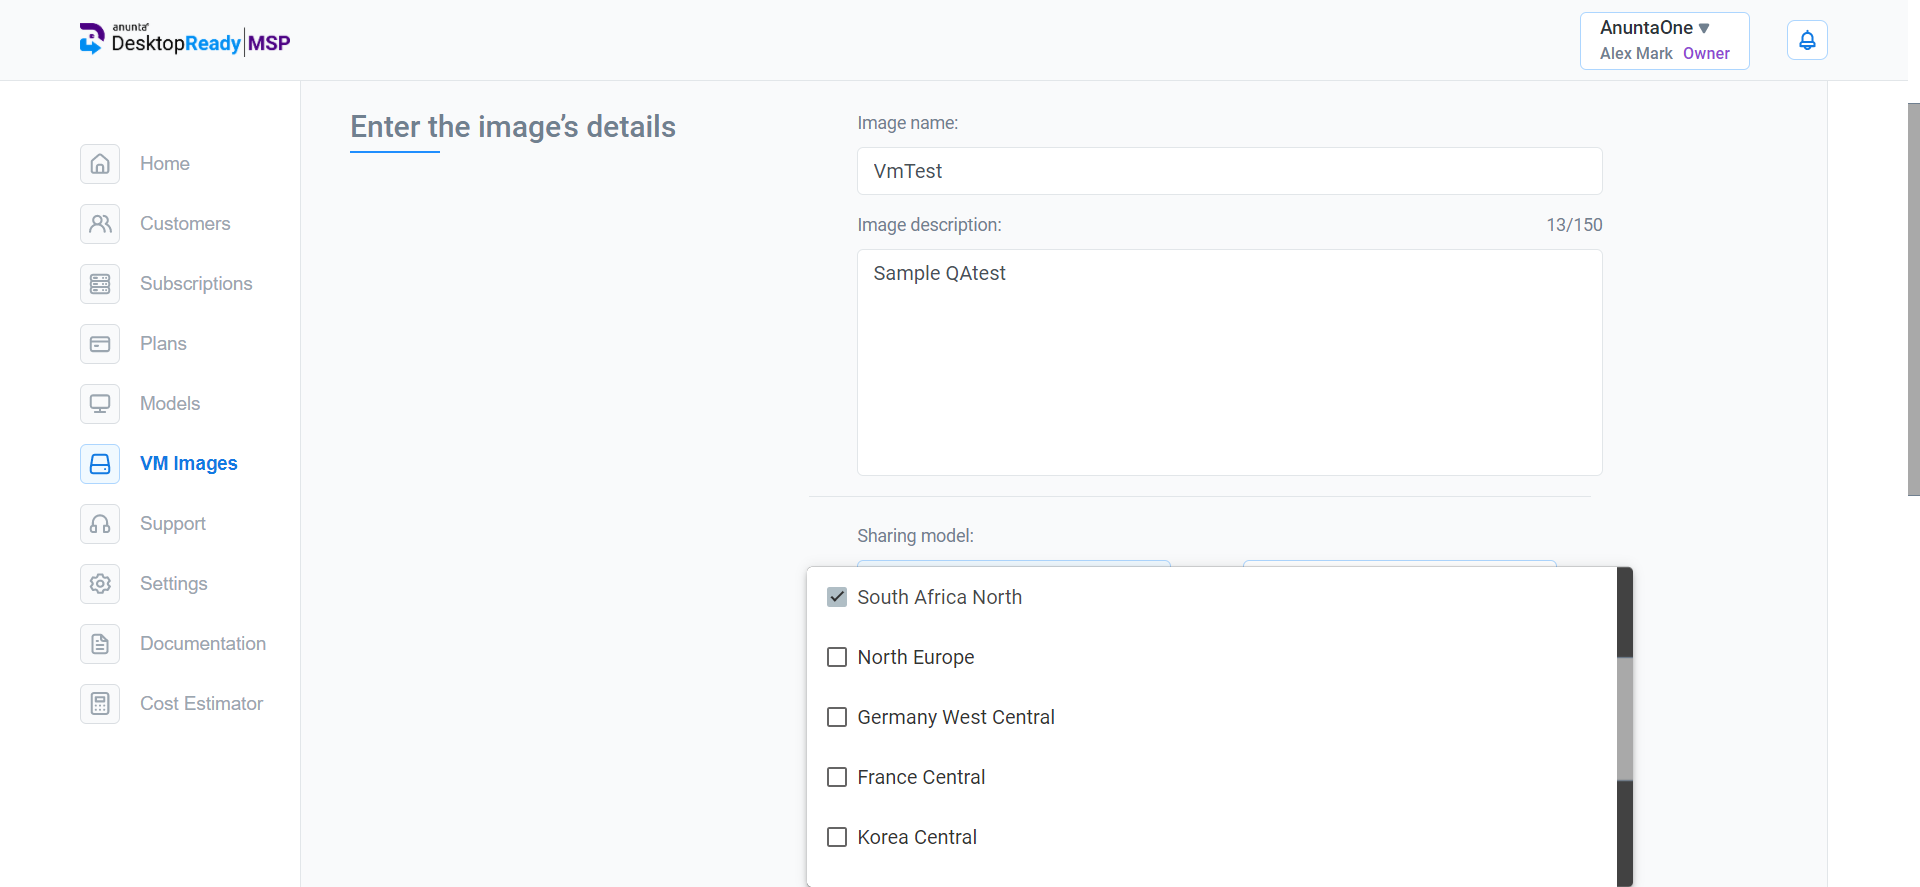 anunta®
DesktopReady|MSP
AnuntaOne
Alex Mark Owner
Home
Customers
Subscriptions
Plans
Models
VM Images
Support
Settings
Documentation
Cost Estimator
Enter the image’s details
Image name:
VmTest
Image description: 13/150
Sample QAtest
Sharing model:
South Africa North
North Europe
Germany West Central
France Central
Korea Central